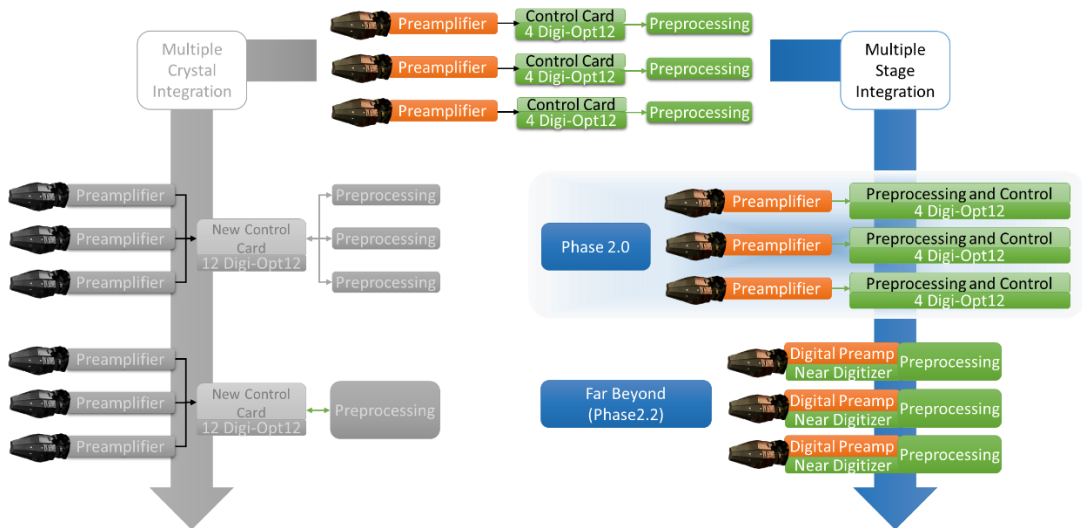 Multiple
Crystal
Integration
Preamplifier
Control Card
4 Digi-Opt12
Preprocessing
Preamplifier
Control Card
4 Digi-Opt12
Preprocessing
Preamplifier
Control Card
4 Digi-Opt12
Preprocessing
Multiple
Stage
Integration
Preamplifier
Preamplifier
Preamplifier
New Control
Card
12 Digi-Opt12
Preprocessing
Preprocessing
Preprocessing
Preamplifier
Preamplifier
Preamplifier
New Control
Card
12 Digi-Opt12
Preprocessing
Phase 2.0
Preamplifier
Preprocessing and Control
4 Digi-Opt12
Preamplifier
Preprocessing and Control
4 Digi-Opt12
Preamplifier
Preprocessing and Control
4 Digi-Opt12
Far Beyond
(Phase2.2)
Digital Preamp
Near Digitizer
Preprocessing
Digital Preamp
Near Digitizer
Preprocessing
Digital Preamp
Near Digitizer
Preprocessing